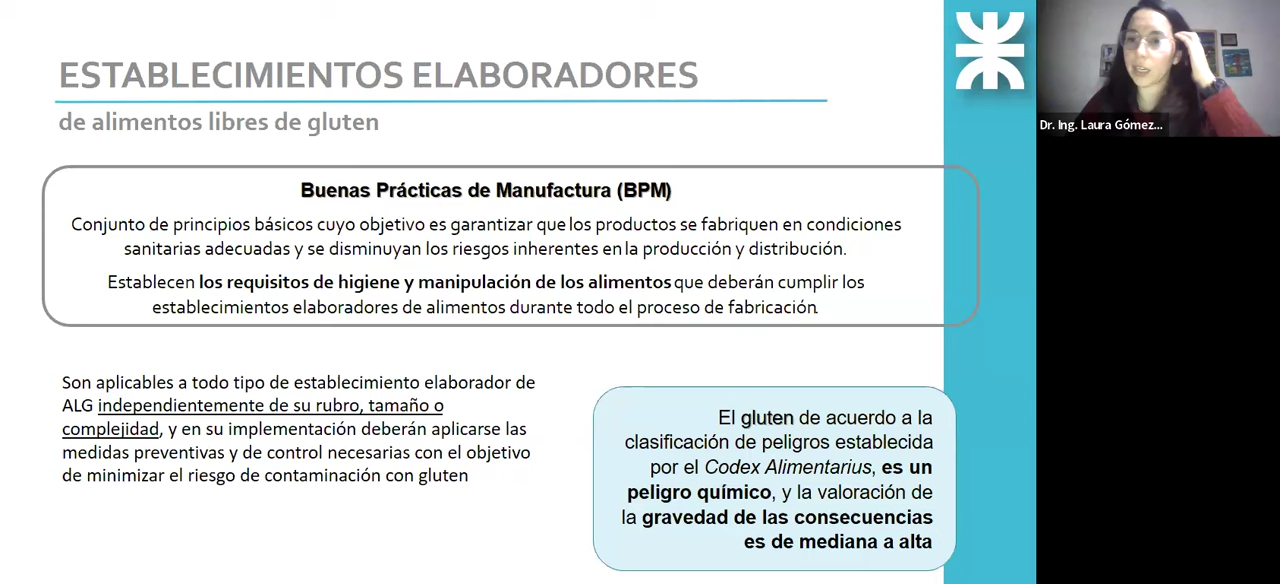 ESTABLECIMIENTOS ELABORADORES
de alimentos libres de gluten
Buenas Prácticas de Manufactura (BPM)
Conjunto de principios básicos cuyo objetivo es garantizar que los productos se fabriquen en condiciones
sanitarias adecuadas y se disminuyan los riesgos inherentes en la producción y distribución.
Establecen los requisitos de higiene y manipulación de los alimentos que deberán cumplir los
establecimientos elaboradores de alimentos durante todo el proceso de fabricación.
Son aplicables a todo tipo de establecimiento elaborador de
ALG independientemente de su rubro, tamaño o
complejidad, y en su implementación deberán aplicarse las
medidas preventivas y de control necesarias con el objetivo
de minimizar el riesgo de contaminación con gluten
El gluten de acuerdo a la
clasificación de peligros establecida
por el Codex Alimentarius, es un
peligro químico, y la valoración de
la gravedad de las consecuencias
es de mediana a alta
Dr. Ing. Laura Gómez...